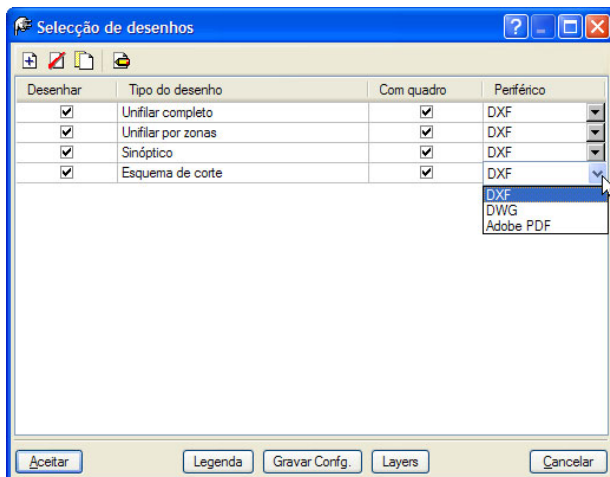 Selecção de desenhos
Desenhar Tipo do desenho Com quadro Periférico
Unifilar completo DXF
Unifilar por zonas DXF
Sinóptico DXF
Esquema de corte DXF
DXF
DWG
Adobe PDF
Aceitar Legenda Gravar Confg. Layers Cancelar